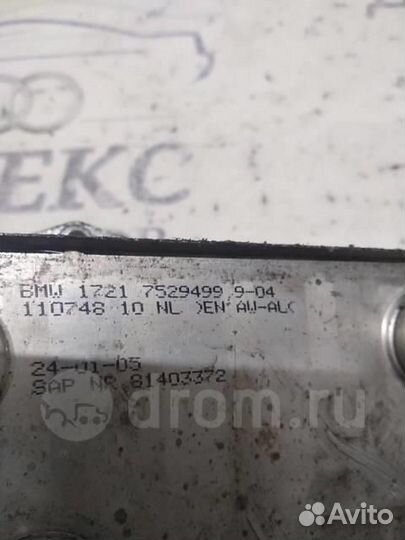 ЕКС
BMW 1721 7529499 9-04
110748 10 NL >EN AW-AL<
24-01-05
SAP NR 81403372
drom.ru
Avito